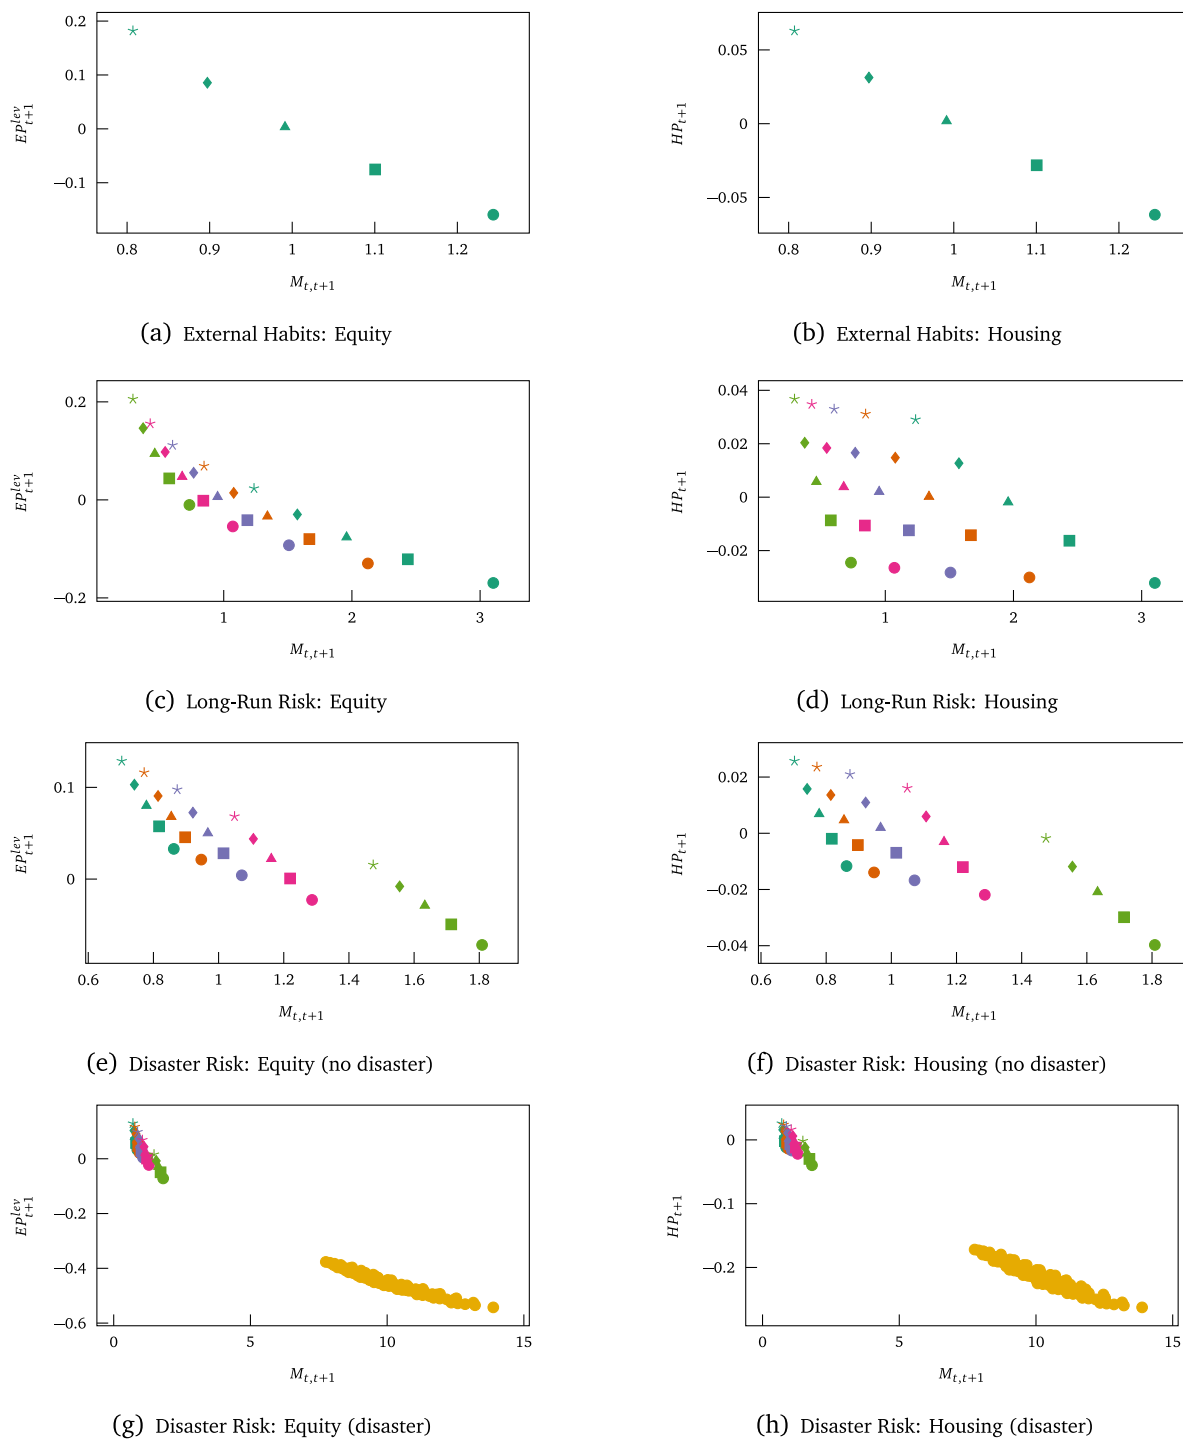 0.2
0.1
0
−0.1
EP^{lev}_{t+1}
0.8 0.9 1 1.1 1.2
M_{t,t+1}
(a) External Habits: Equity
0.05
0
−0.05
HP_{t+1}
0.8 0.9 1 1.1 1.2
M_{t,t+1}
(b) External Habits: Housing
0.2
0
−0.2
EP^{lev}_{t+1}
1 2 3
M_{t,t+1}
(c) Long-Run Risk: Equity
0.04
0.02
0
−0.02
HP_{t+1}
1 2 3
M_{t,t+1}
(d) Long-Run Risk: Housing
0.1
0
EP^{lev}_{t+1}
0.6 0.8 1 1.2 1.4 1.6 1.8
M_{t,t+1}
(e) Disaster Risk: Equity (no disaster)
0.02
0
−0.02
−0.04
HP_{t+1}
0.6 0.8 1 1.2 1.4 1.6 1.8
M_{t,t+1}
(f) Disaster Risk: Housing (no disaster)
0
−0.2
−0.4
−0.6
EP^{lev}_{t+1}
0 5 10 15
M_{t,t+1}
(g) Disaster Risk: Equity (disaster)
0
−0.1
−0.2
HP_{t+1}
0 5 10 15
M_{t,t+1}
(h) Disaster Risk: Housing (disaster)